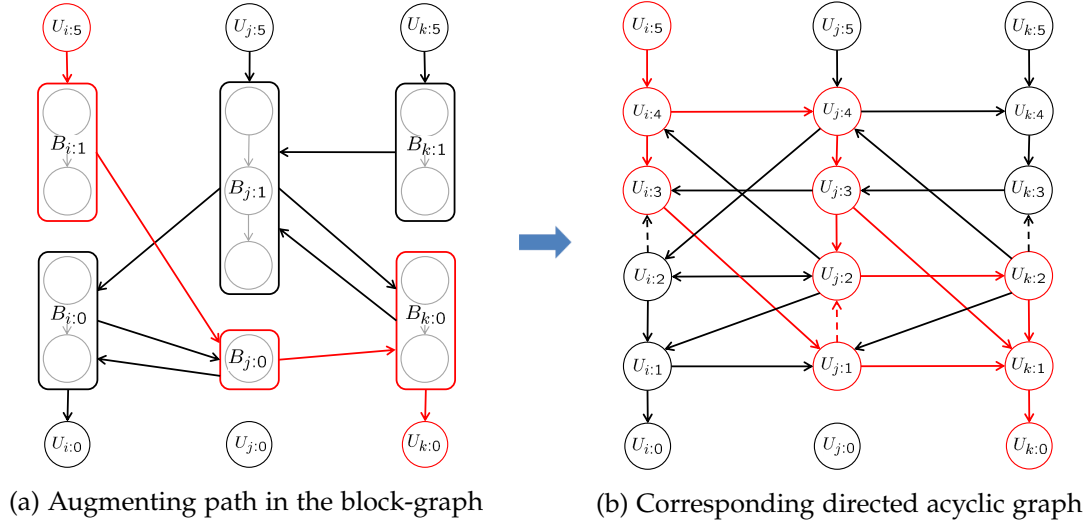 U_{i:5} U_{j:5} U_{k:5} U_{i:5} U_{j:5} U_{k:5}
U_{i:4} U_{j:4} U_{k:4}
B_{i:1} B_{k:1}
B_{j:1} U_{i:3} U_{j:3} U_{k:3}
U_{i:2} U_{j:2} U_{k:2}
B_{i:0} B_{k:0}
B_{j:0} U_{i:1} U_{j:1} U_{k:1}
U_{i:0} U_{j:0} U_{k:0} U_{i:0} U_{j:0} U_{k:0}
(a) Augmenting path in the block-graph
(b) Corresponding directed acyclic graph